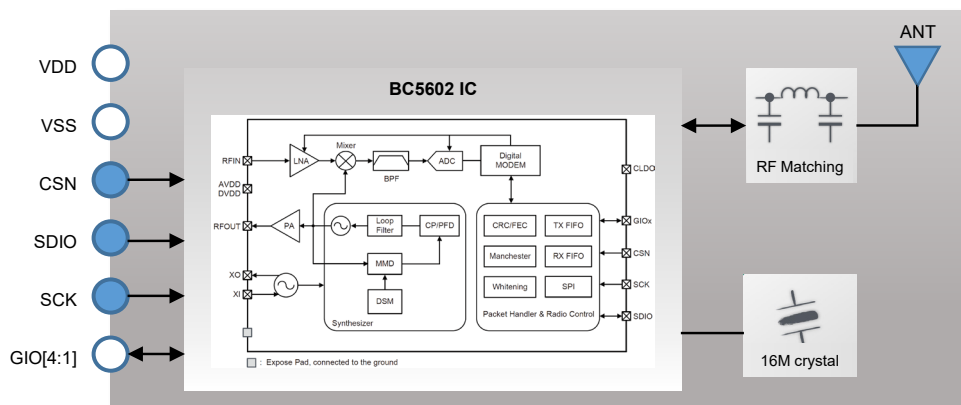 ANT
VDD
VSS
CSN
SDIO
SCK
GIO[4:1]
BC5602 IC
RFIN
AVDD
DVDD
RFOUT
XO
XI
LNA
Mixer
BPF
ADC
Digital
MODEM
CLDO
GIOx
CSN
SCK
SDIO
PA
Loop
Filter
CP/PFD
MMD
DSM
Synthesizer
CRC/FEC
TX FIFO
Manchester
RX FIFO
Whitening
SPI
Packet Handler & Radio Control
: Expose Pad, connected to the ground
RF Matching
16M crystal